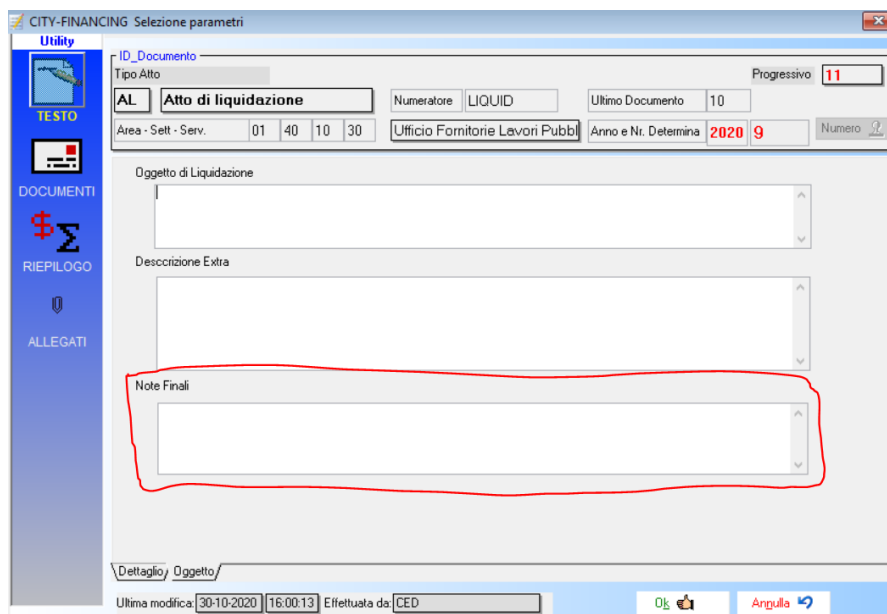 CITY-FINANCING Selezione parametri
Utility
ID_Documento
Tipo Atto
Progressivo 11
AL Atto di liquidazione Numeratore LIQUID Ultimo Documento 10
Area - Sett - Serv. 01 40 10 30 Ufficio Fornitorie Lavori Pubbl Anno e Nr. Determina 2020 9 Numero
TESTO
DOCUMENTI
RIEPILOGO
ALLEGATI
Oggetto di Liquidazione
Desccrizione Extra
Note Finali
Dettaglio Oggetto
Ultima modifica: 30-10-2020 16:00:13 Effettuata da: CED Ok Annulla